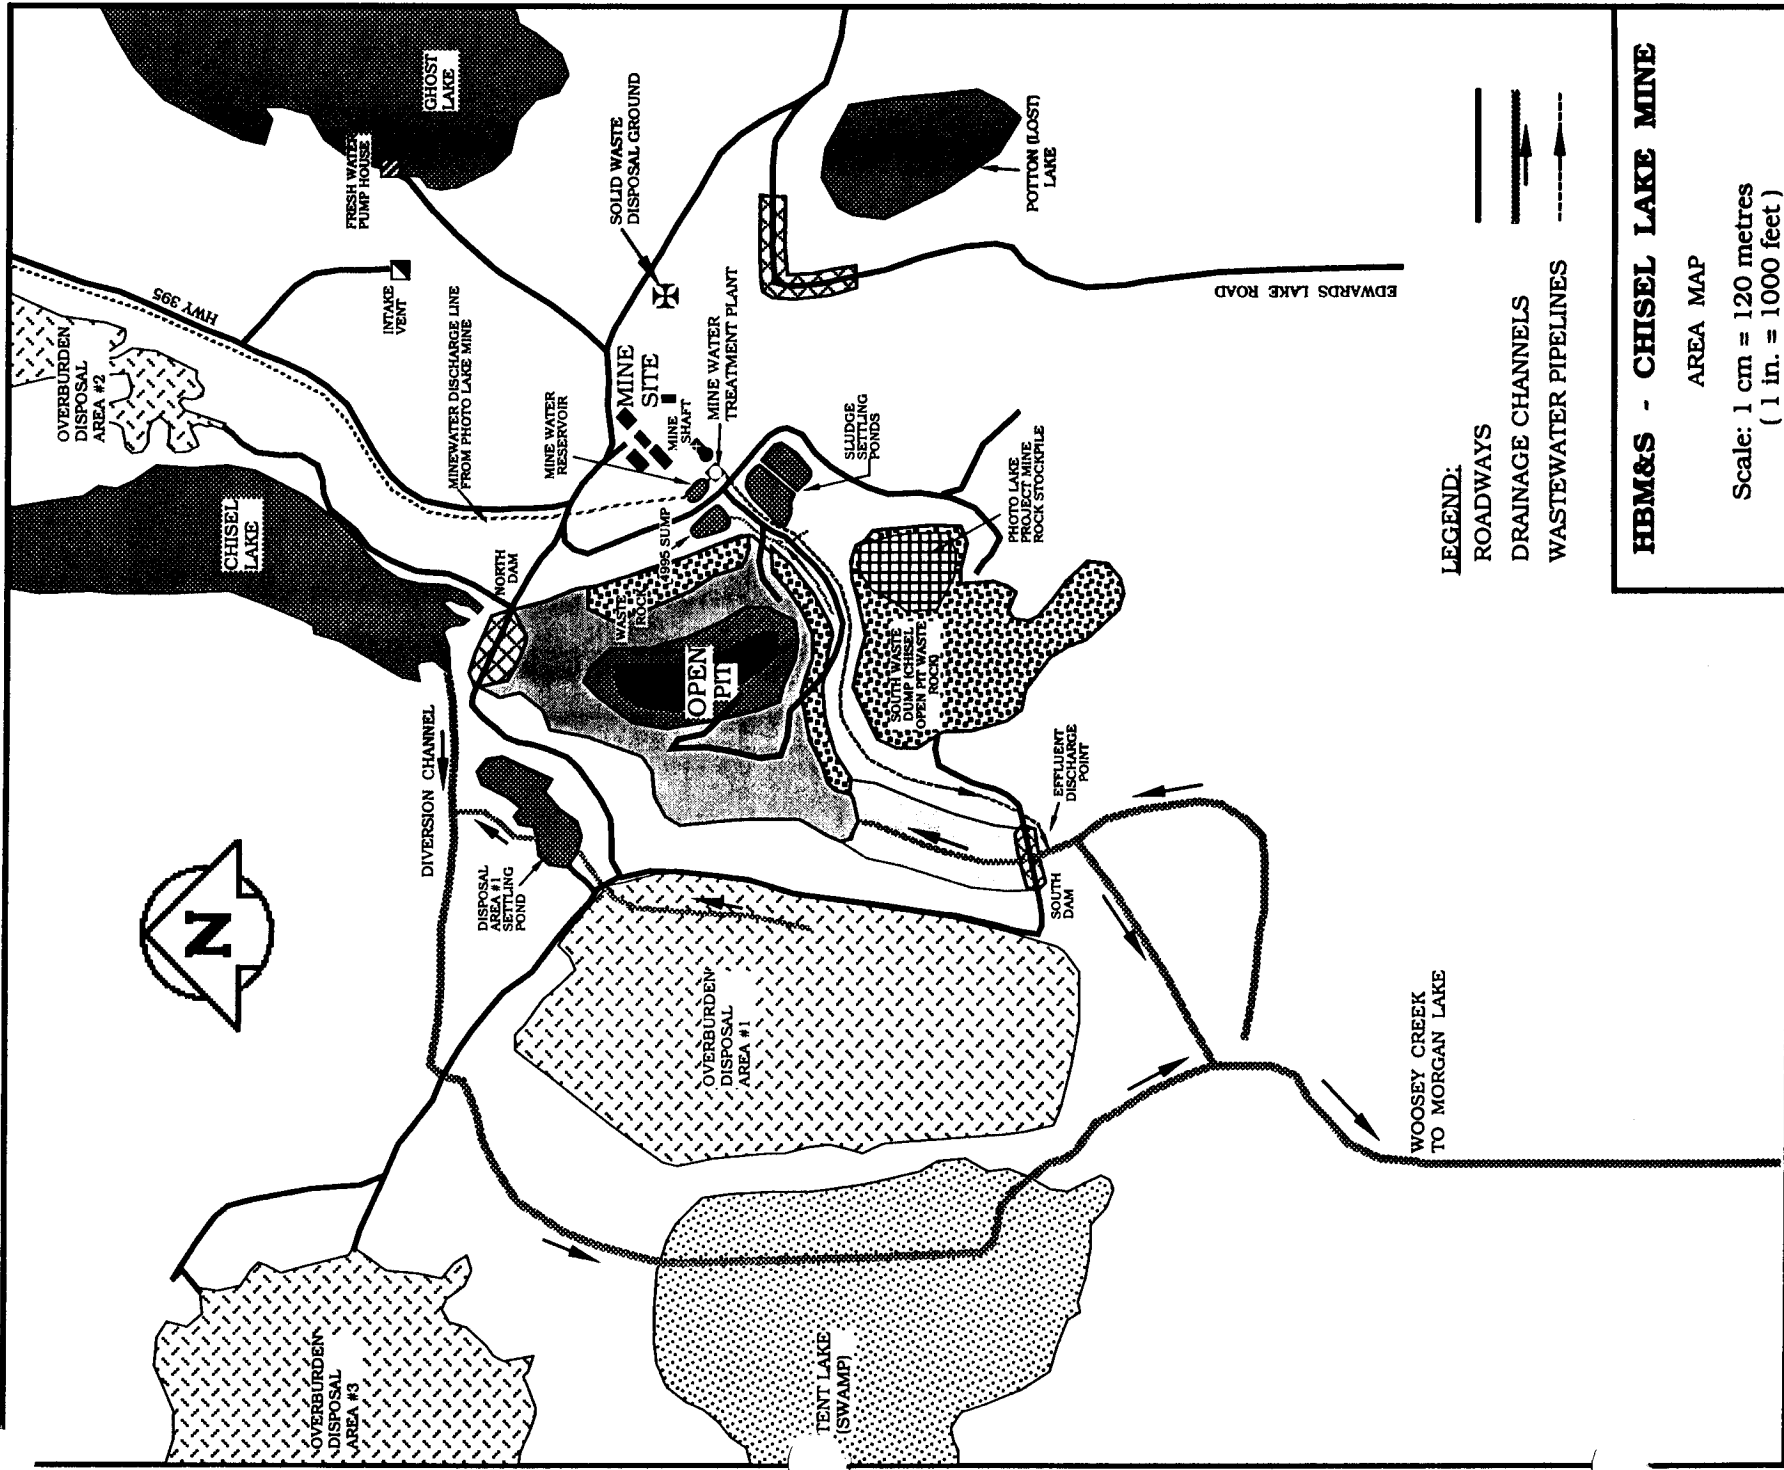 GHOST
LAKE
FRESH WATER
PUMP HOUSE
SOLID WASTE
DISPOSAL GROUND
POTTON (LOST)
LAKE
HWY 395
INTAKE
VENT
OVERBURDEN
DISPOSAL
AREA #2
MINEWATER DISCHARGE LINE
FROM PHOTO LAKE MINE
MINE WATER
RESERVOIR
MINE
SITE
MINE
SHAFT
MINE WATER
TREATMENT PLANT
EDWARDS LAKE ROAD
SLUDGE
SETTLING
PONDS
CHISEL
LAKE
NORTH
DAM
4995 SUMP
WASTE
ROCK
PHOTO LAKE
PROJECT MINE
ROCK STOCKPILE
OPEN
PIT
SOUTH WASTE
DUMP (CHISEL
OPEN PIT WASTE
ROCK)
DIVERSION CHANNEL
EFFLUENT
DISCHARGE
POINT
DISPOSAL
AREA #1
SETTLING
POND
SOUTH
DAM
N
OVERBURDEN
DISPOSAL
AREA #1
WOOSEY CREEK
TO MORGAN LAKE
OVERBURDEN
DISPOSAL
AREA #3
TENT LAKE
(SWAMP)
LEGEND:
ROADWAYS
DRAINAGE CHANNELS
WASTEWATER PIPELINES
HBM&S - CHISEL LAKE MINE
AREA MAP
Scale: 1 cm = 120 metres
( 1 in. = 1000 feet )